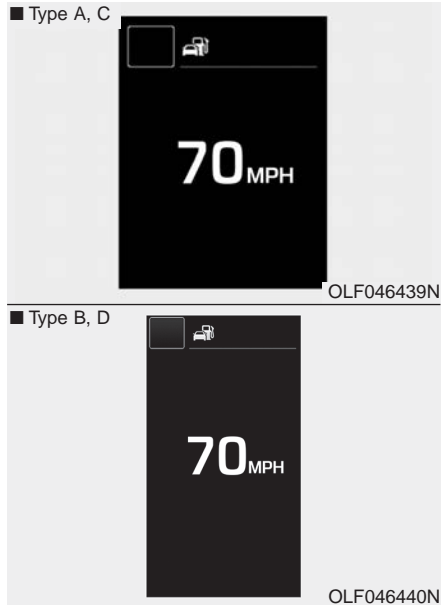 ■ Type A, C
70MPH
OLF046439N
■ Type B, D
70MPH
OLF046440N